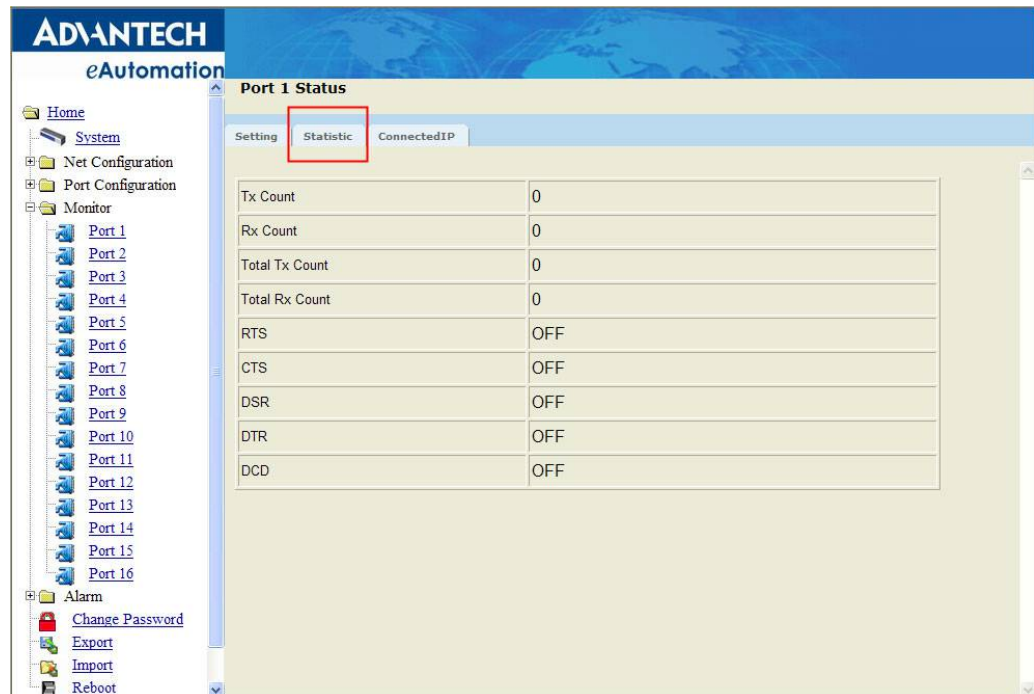 ADVANTECH
eAutomation
Home
System
Net Configuration
Port Configuration
Monitor
Port 1
Port 2
Port 3
Port 4
Port 5
Port 6
Port 7
Port 8
Port 9
Port 10
Port 11
Port 12
Port 13
Port 14
Port 15
Port 16
Alarm
Change Password
Export
Import
Reboot
Port 1 Status
Setting Statistic ConnectedIP
Tx Count 0
Rx Count 0
Total Tx Count 0
Total Rx Count 0
RTS OFF
CTS OFF
DSR OFF
DTR OFF
DCD OFF